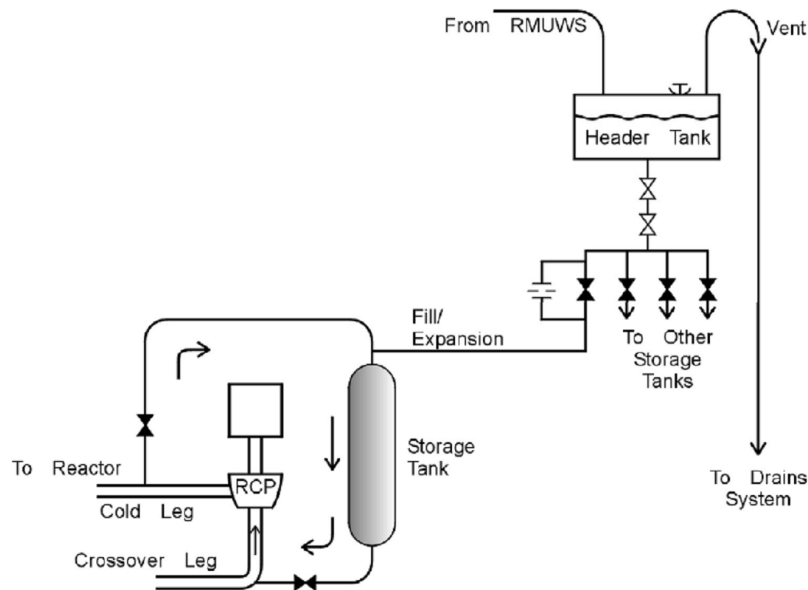 From RMUWS
Vent
Header Tank
Fill/
Expansion
To Other
Storage
Tanks
Storage
Tank
To Reactor
RCP
Cold Leg
To Drains
System
Crossover Leg